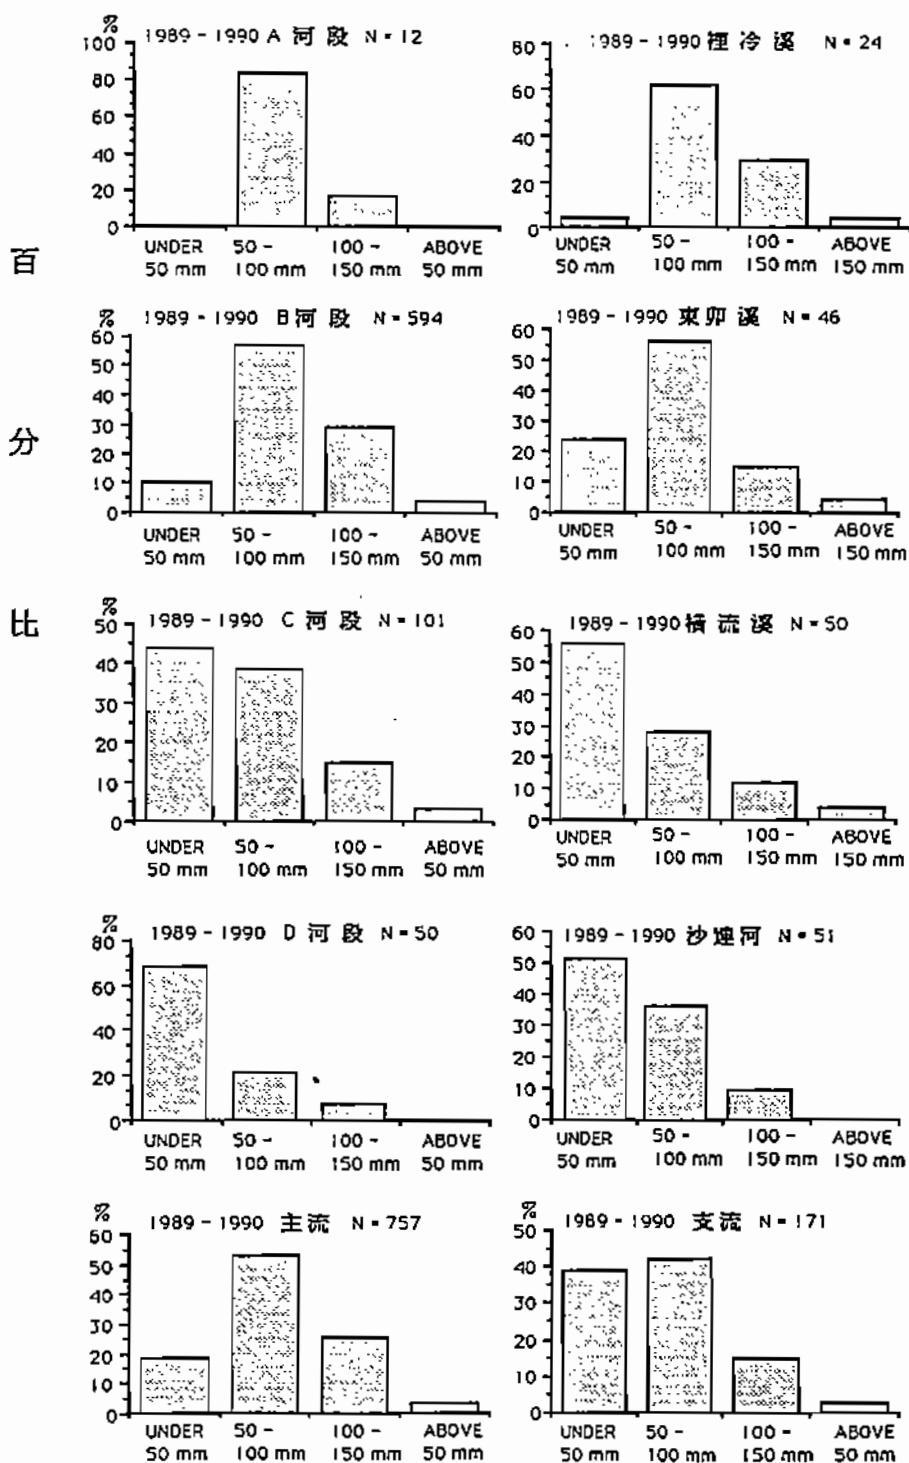 百
分
比
%
1989-1990 A 河段 N=12
100
80
60
40
20
0
UNDER 50- 100- ABOVE
50 mm 100 mm 150 mm 50 mm
1989-1990 裡冷溪 N=24
80
60
40
20
0
UNDER 50- 100- ABOVE
50 mm 100 mm 150 mm 150 mm
%
1989-1990 B河段 N=594
60
50
40
30
20
10
0
UNDER 50- 100- ABOVE
50 mm 100 mm 150 mm 50 mm
1989-1990 東卯溪 N=46
60
50
40
30
20
10
0
UNDER 50- 100- ABOVE
50 mm 100 mm 150 mm 150 mm
%
1989-1990 C 河段 N=101
50
40
30
20
10
0
UNDER 50- 100- ABOVE
50 mm 100 mm 150 mm 50 mm
1989-1990 橫流溪 N=50
60
50
40
30
20
10
0
UNDER 50- 100- ABOVE
50 mm 100 mm 150 mm 150 mm
%
1989-1990 D 河段 N=50
80
60
40
20
0
UNDER 50- 100- ABOVE
50 mm 100 mm 150 mm 50 mm
1989-1990 沙連河 N=51
60
50
40
30
20
10
0
UNDER 50- 100- ABOVE
50 mm 100 mm 150 mm 150 mm
%
1989-1990 主流 N=757
60
50
40
30
20
10
0
UNDER 50- 100- ABOVE
50 mm 100 mm 150 mm 50 mm
%
1989-1990 支流 N=171
50
40
30
20
10
0
UNDER 50- 100- ABOVE
50 mm 100 mm 150 mm 50 mm